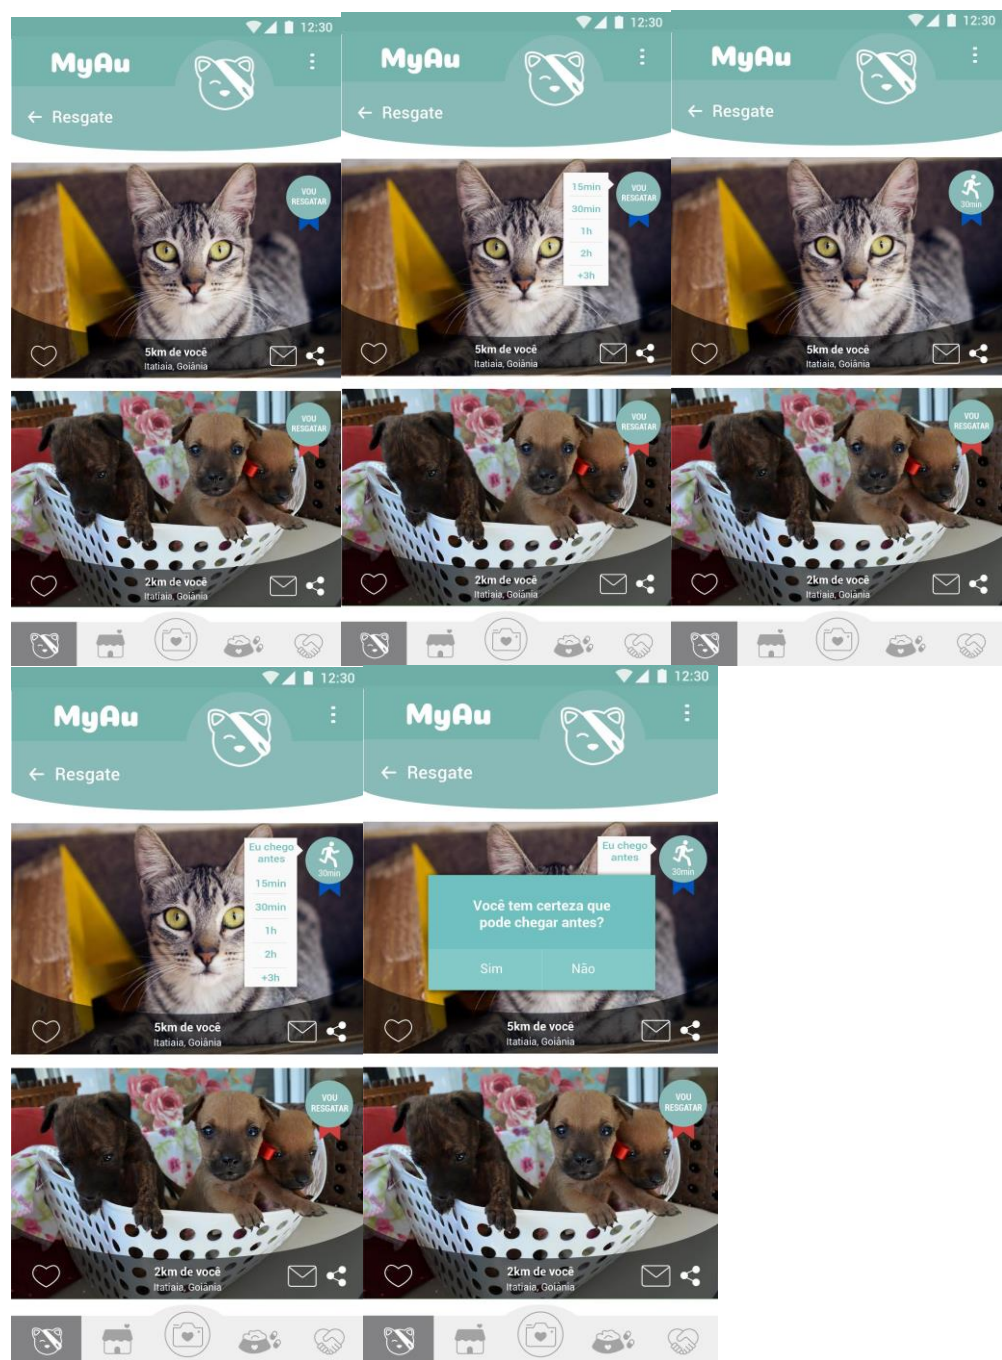 12:30
MyAu
← Resgate
VOU
RESGATAR
5km de você
Itatiaia, Goiânia
VOU
RESGATAR
2km de você
Itatiaia, Goiânia
12:30
MyAu
← Resgate
15min
30min
1h
2h
+3h
VOU
RESGATAR
5km de você
Itatiaia, Goiânia
VOU
RESGATAR
2km de você
Itatiaia, Goiânia
12:30
MyAu
← Resgate
30min
5km de você
Itatiaia, Goiânia
VOU
RESGATAR
2km de você
Itatiaia, Goiânia
12:30
MyAu
← Resgate
Eu chego
antes
15min
30min
1h
2h
+3h
30min
5km de você
Itatiaia, Goiânia
VOU
RESGATAR
2km de você
Itatiaia, Goiânia
12:30
MyAu
← Resgate
Eu chego
antes
30min
Você tem certeza que
pode chegar antes?
Sim Não
5km de você
Itatiaia, Goiânia
VOU
RESGATAR
2km de você
Itatiaia, Goiânia